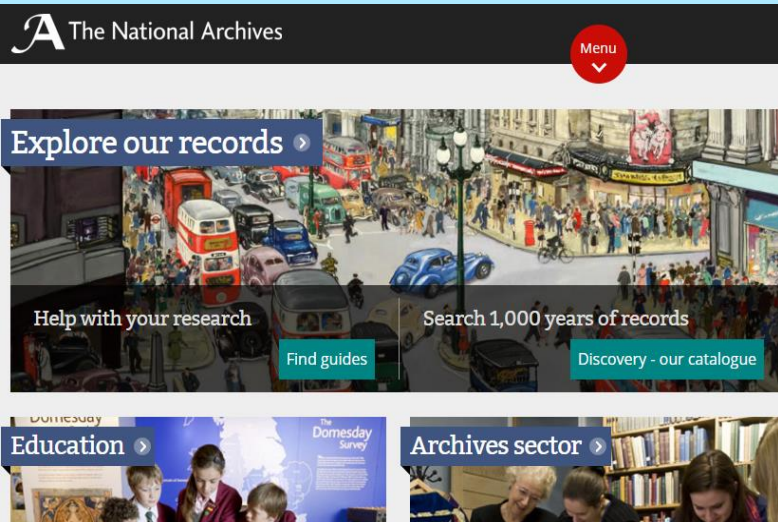 The National Archives
Menu
Explore our records
Help with your research
Find guides
Search 1,000 years of records
Discovery - our catalogue
Domesday
Education
The
Domesday
Survey
Archives sector